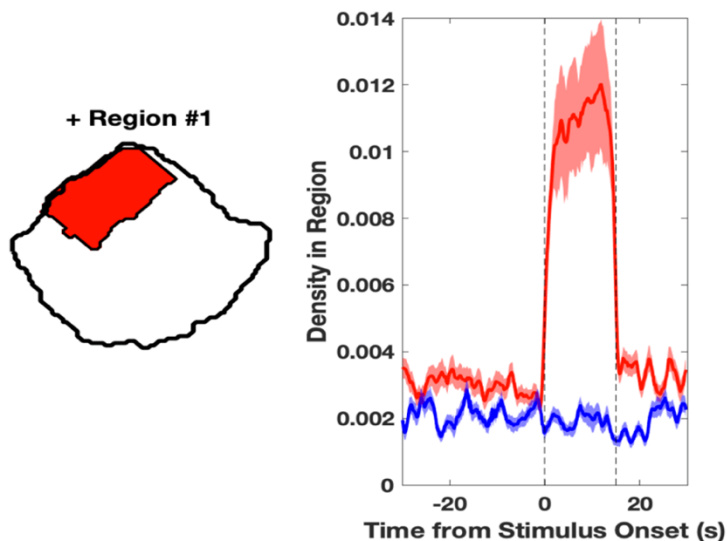 + Region #1
Density in Region
0.014
0.012
0.01
0.008
0.006
0.004
0.002
0
-20 0 20
Time from Stimulus Onset (s)